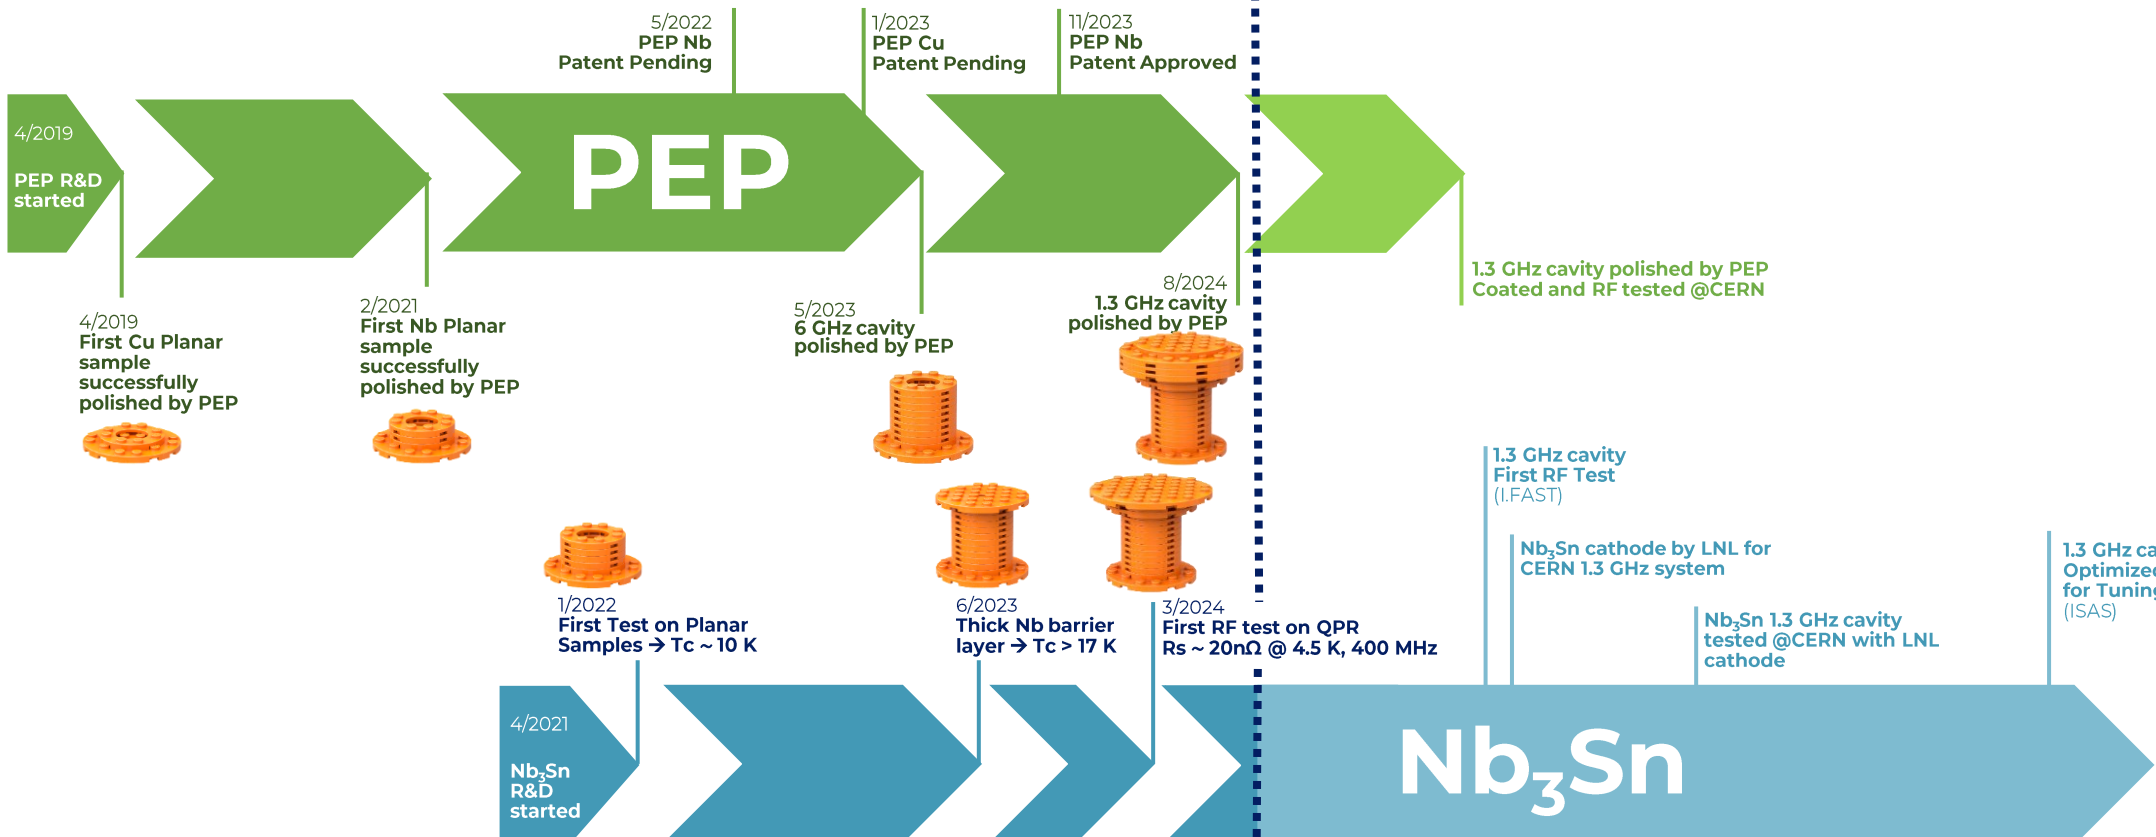 5/2022
PEP Nb
Patent Pending
1/2023
PEP Cu
Patent Pending
11/2023
PEP Nb
Patent Approved
4/2019
PEP R&D
started
PEP
4/2019
First Cu Planar
sample
successfully
polished by PEP
2/2021
First Nb Planar
sample
successfully
polished by PEP
5/2023
6 GHz cavity
polished by PEP
8/2024
1.3 GHz cavity
polished by PEP
1.3 GHz cavity polished by PEP
Coated and RF tested @CERN
1/2022
First Test on Planar
Samples → Tc ~ 10 K
6/2023
Thick Nb barrier
layer → Tc > 17 K
3/2024
First RF test on QPR
Rs ~ 20nΩ @ 4.5 K, 400 MHz
1.3 GHz cavity
First RF Test
(I.FAST)
Nb₃Sn cathode by LNL for
CERN 1.3 GHz system
Nb₃Sn 1.3 GHz cavity
tested @CERN with LNL
cathode
1.3 GHz ca
Optimized
for Tuning
(ISAS)
4/2021
Nb₃Sn
R&D
started
Nb₃Sn